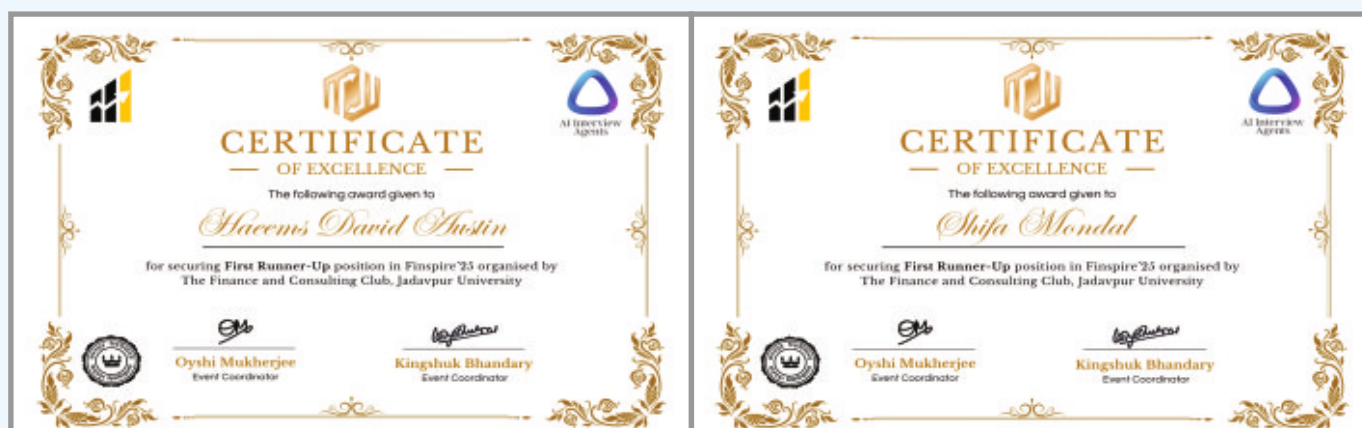 AI Interview
Agents
CERTIFICATE
OF EXCELLENCE
The following award given to
Haeems David Austin
for securing First Runner-Up position in Finspire'25 organised by
The Finance and Consulting Club, Jadavpur University
Oyshi Mukherjee
Event Coordinator
Kingshuk Bhandary
Event Coordinator
AI Interview
Agents
CERTIFICATE
OF EXCELLENCE
The following award given to
Shifa Mondal
for securing First Runner-Up position in Finspire'25 organised by
The Finance and Consulting Club, Jadavpur University
Oyshi Mukherjee
Event Coordinator
Kingshuk Bhandary
Event Coordinator